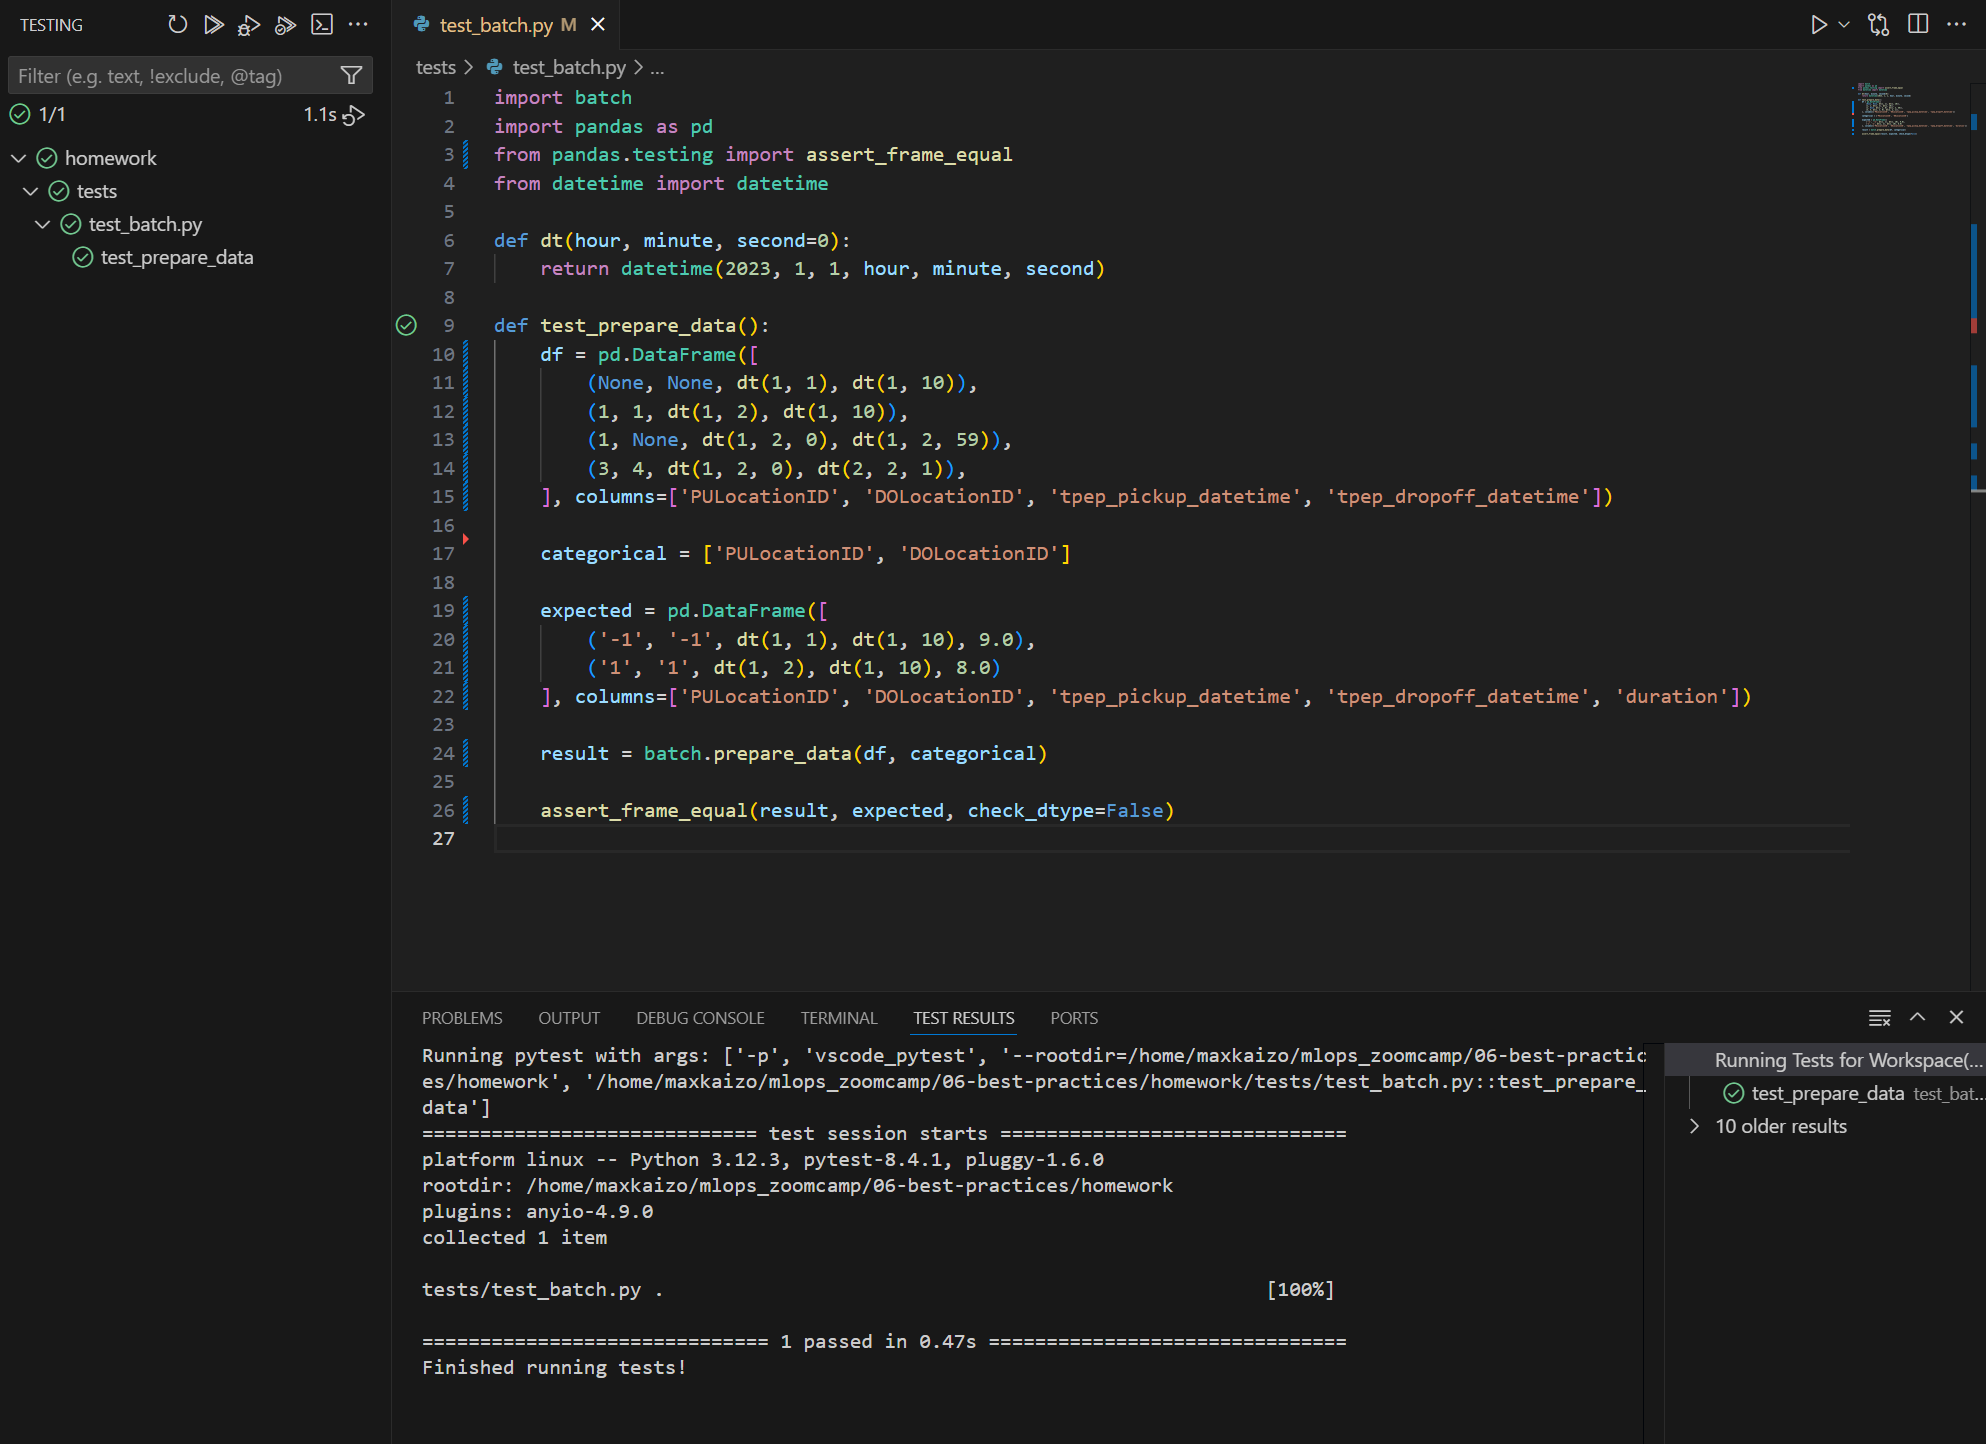 TESTING
Filter (e.g. text, !exclude, @tag)
1/1
1.1s
homework
tests
test_batch.py
test_prepare_data
test_batch.py M
tests > test_batch.py > ...
1 import batch
2 import pandas as pd
3 from pandas.testing import assert_frame_equal
4 from datetime import datetime
5
6 def dt(hour, minute, second=0):
7     return datetime(2023, 1, 1, hour, minute, second)
8
9 def test_prepare_data():
10     df = pd.DataFrame([
11         (None, None, dt(1, 1), dt(1, 10)),
12         (1, 1, dt(1, 2), dt(1, 10)),
13         (1, None, dt(1, 2, 0), dt(1, 2, 59)),
14         (3, 4, dt(1, 2, 0), dt(2, 2, 1)),
15     ], columns=['PULocationID', 'DOLocationID', 'tpep_pickup_datetime', 'tpep_dropoff_datetime'])
16
17     categorical = ['PULocationID', 'DOLocationID']
18
19     expected = pd.DataFrame([
20         ('-1', '-1', dt(1, 1), dt(1, 10), 9.0),
21         ('1', '1', dt(1, 2), dt(1, 10), 8.0)
22     ], columns=['PULocationID', 'DOLocationID', 'tpep_pickup_datetime', 'tpep_dropoff_datetime', 'duration'])
23
24     result = batch.prepare_data(df, categorical)
25
26     assert_frame_equal(result, expected, check_dtype=False)
27
PROBLEMS OUTPUT DEBUG CONSOLE TERMINAL TEST RESULTS PORTS
Running pytest with args: ['-p', 'vscode_pytest', '--rootdir=/home/maxkaizo/mlops_zoomcamp/06-best-practic
es/homework', '/home/maxkaizo/mlops_zoomcamp/06-best-practices/homework/tests/test_batch.py::test_prepare_
data']
============================= test session starts ==============================
platform linux -- Python 3.12.3, pytest-8.4.1, pluggy-1.6.0
rootdir: /home/maxkaizo/mlops_zoomcamp/06-best-practices/homework
plugins: anyio-4.9.0
collected 1 item
tests/test_batch.py . [100%]
============================== 1 passed in 0.47s ===============================
Finished running tests!
Running Tests for Workspace(...
test_prepare_data test_bat...
10 older results